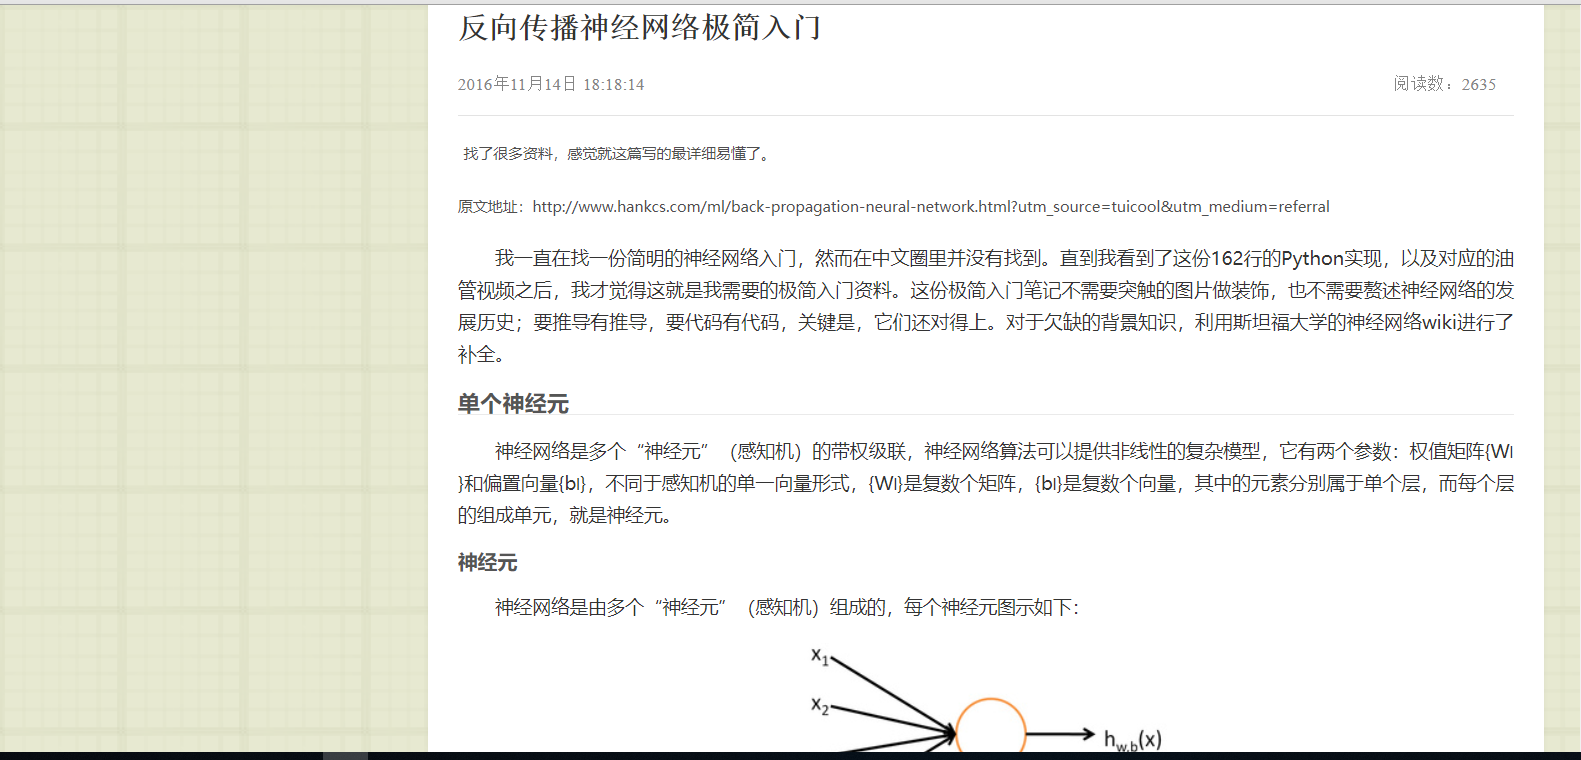 反向传播神经网络极简入门
2016年11月14日 18:18:14
阅读数：2635
找了很多资料，感觉就这篇写的最详细易懂了。
原文地址：http://www.hankcs.com/ml/back-propagation-neural-network.html?utm_source=tuicool&utm_medium=referral
我一直在找一份简明的神经网络入门，然而在中文圈里并没有找到。直到我看到了这份162行的Python实现，以及对应的油
管视频之后，我才觉得这就是我需要的极简入门资料。这份极简入门笔记不需要突触的图片做装饰，也不需要赘述神经网络的发
展历史；要推导有推导，要代码有代码，关键是，它们还对得上。对于欠缺的背景知识，利用斯坦福大学的神经网络wiki进行了
补全。
单个神经元
神经网络是多个“神经元”（感知机）的带权级联，神经网络算法可以提供非线性的复杂模型，它有两个参数：权值矩阵{Wl
}和偏置向量{bl}，不同于感知机的单一向量形式，{Wl}是复数个矩阵，{bl}是复数个向量，其中的元素分别属于单个层，而每个层
的组成单元，就是神经元。
神经元
神经网络是由多个“神经元”（感知机）组成的，每个神经元图示如下：
x1
x2
hw,b(x)